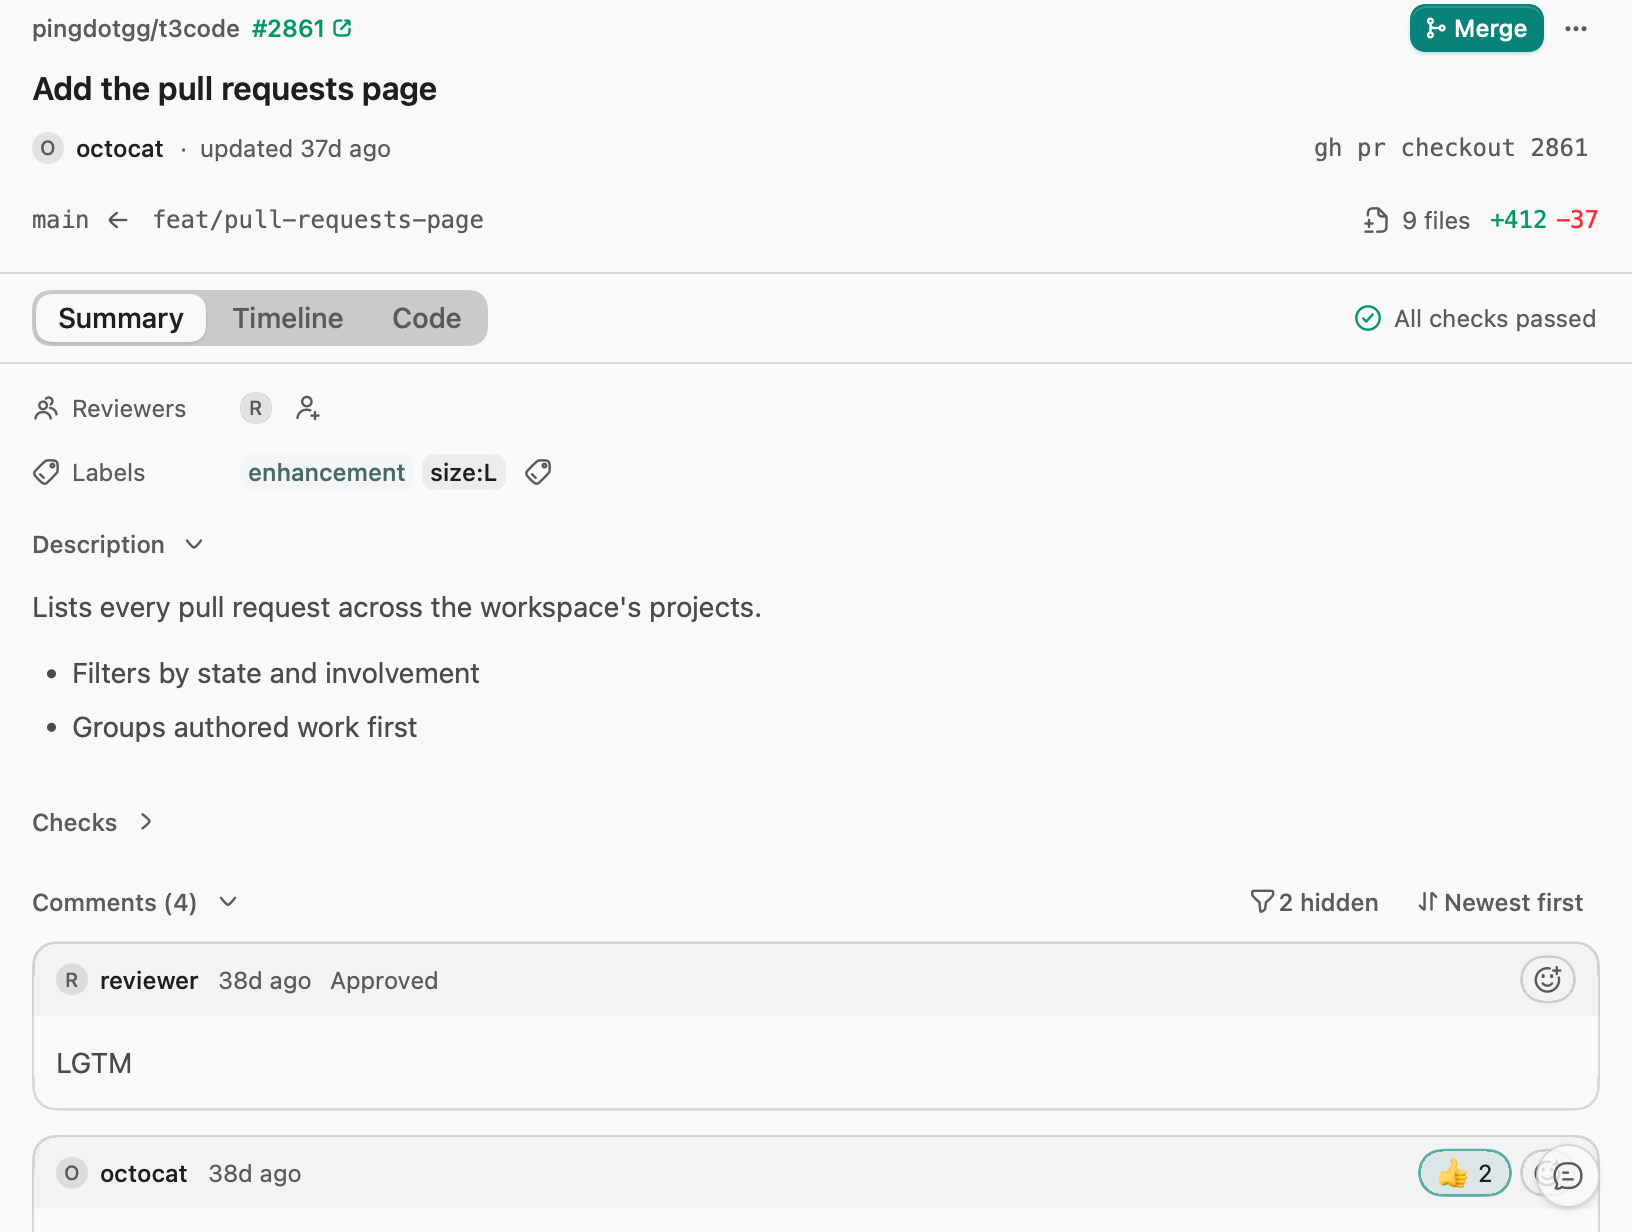 pingdotgg/t3code #2861
Merge
Add the pull requests page
O octocat · updated 37d ago
gh pr checkout 2861
main ← feat/pull-requests-page
9 files +412 −37
Summary Timeline Code
All checks passed
Reviewers R
Labels enhancement size:L
Description
Lists every pull request across the workspace's projects.
• Filters by state and involvement
• Groups authored work first
Checks
Comments (4)
2 hidden Newest first
R reviewer 38d ago Approved
LGTM
O octocat 38d ago
👍 2